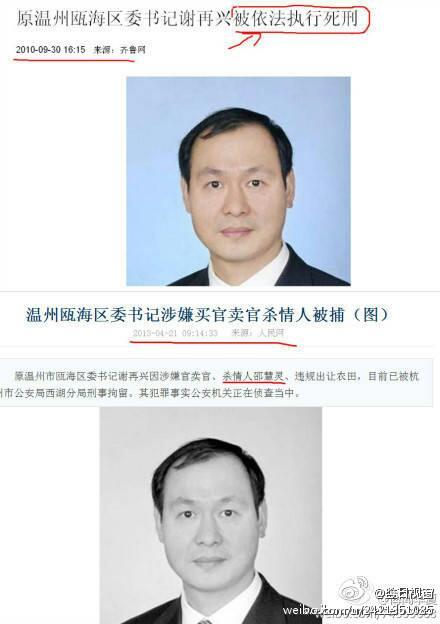 原温州瓯海区委书记谢再兴被依法执行死刑
2010-09-30 16:15 来源：齐鲁网
温州瓯海区委书记涉嫌买官卖官杀情人被捕（图）
2013-04-21 09:14:33 来源：人民网
原温州市瓯海区委书记谢再兴因涉嫌官卖官、杀情人邵慧灵、违规出让农田，目前已被杭
州市公安局西湖分局刑事拘留。其犯罪事实公安机关正在侦查当中。
@繪日视窗